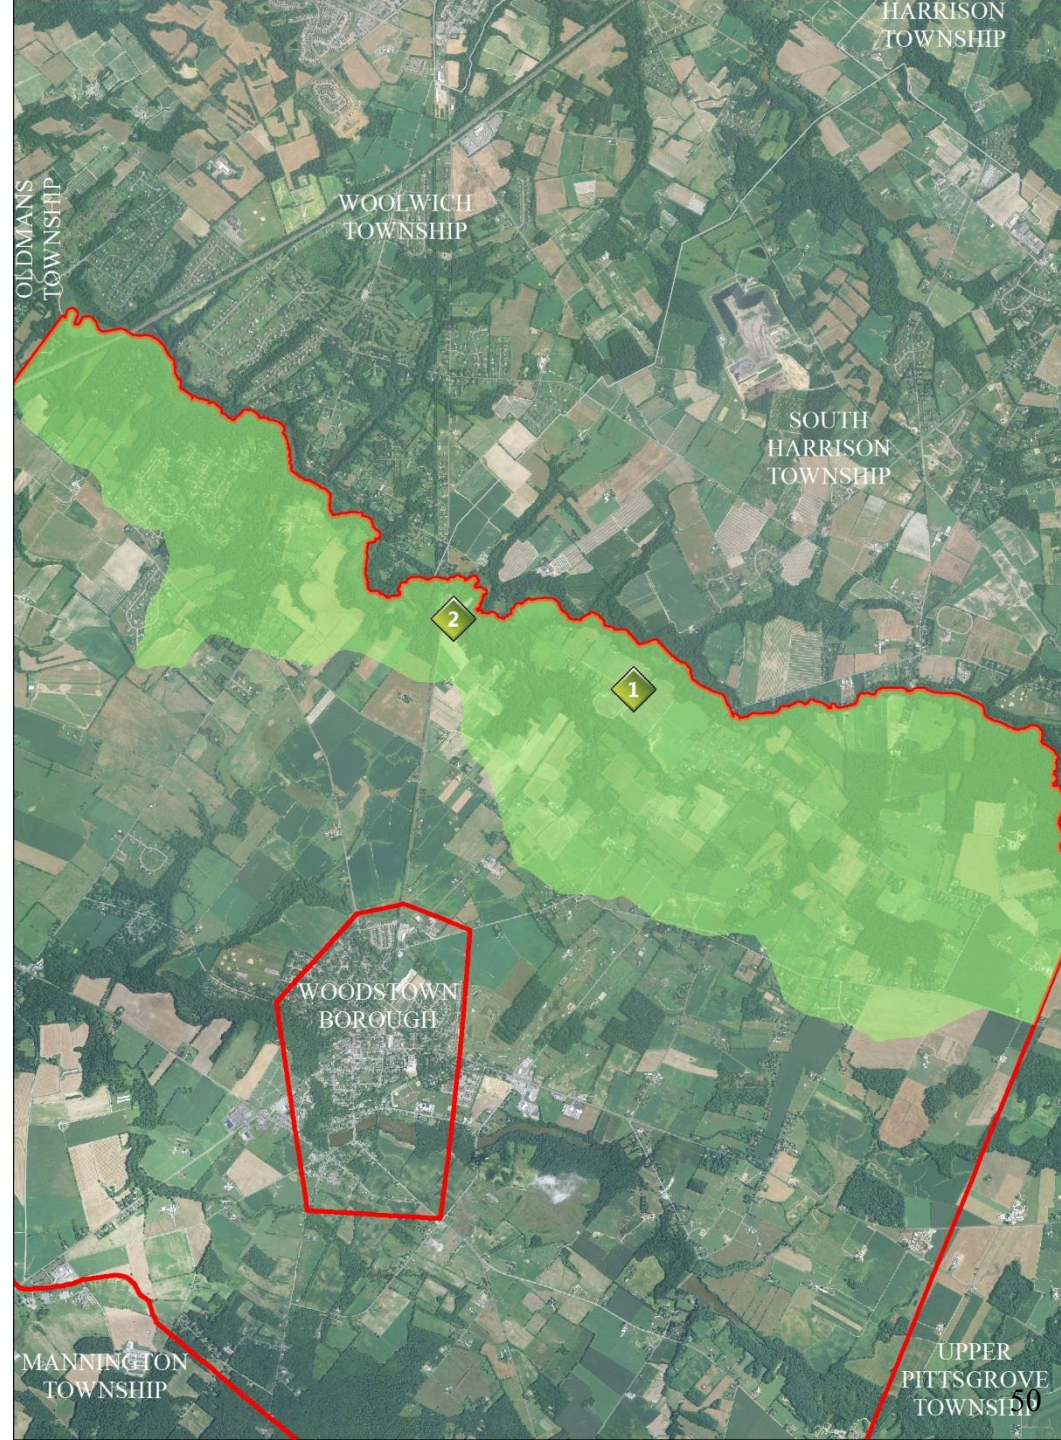 HARRISON
TOWNSHIP
OLDMANS
TOWNSHIP
WOOLWICH
TOWNSHIP
SOUTH
HARRISON
TOWNSHIP
2
1
WOODSTOWN
BOROUGH
MANNINGTON
TOWNSHIP
UPPER
PITTSGROVE
TOWNSHIP
50